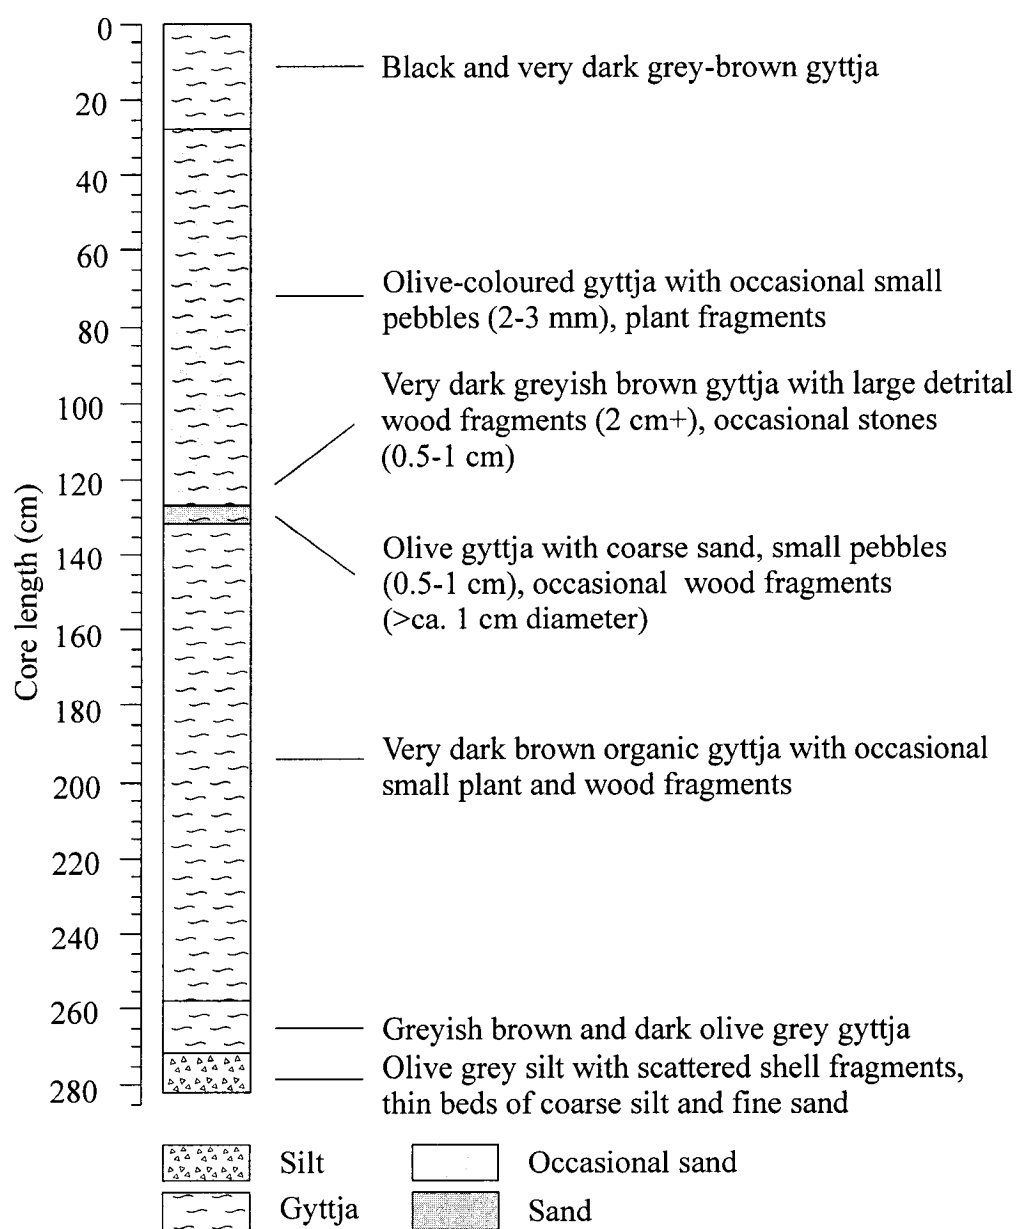 0
Black and very dark grey-brown gyttja
20
40
60
Olive-coloured gyttja with occasional small
pebbles (2-3 mm), plant fragments
80
Very dark greyish brown gyttja with large detrital
wood fragments (2 cm+), occasional stones
(0.5-1 cm)
100
120
Core length (cm)
Olive gyttja with coarse sand, small pebbles
(0.5-1 cm), occasional wood fragments
(>ca. 1 cm diameter)
140
160
180
Very dark brown organic gyttja with occasional
small plant and wood fragments
200
220
240
260
Greyish brown and dark olive grey gyttja
Olive grey silt with scattered shell fragments,
thin beds of coarse silt and fine sand
280
Silt
Occasional sand
Gyttja
Sand